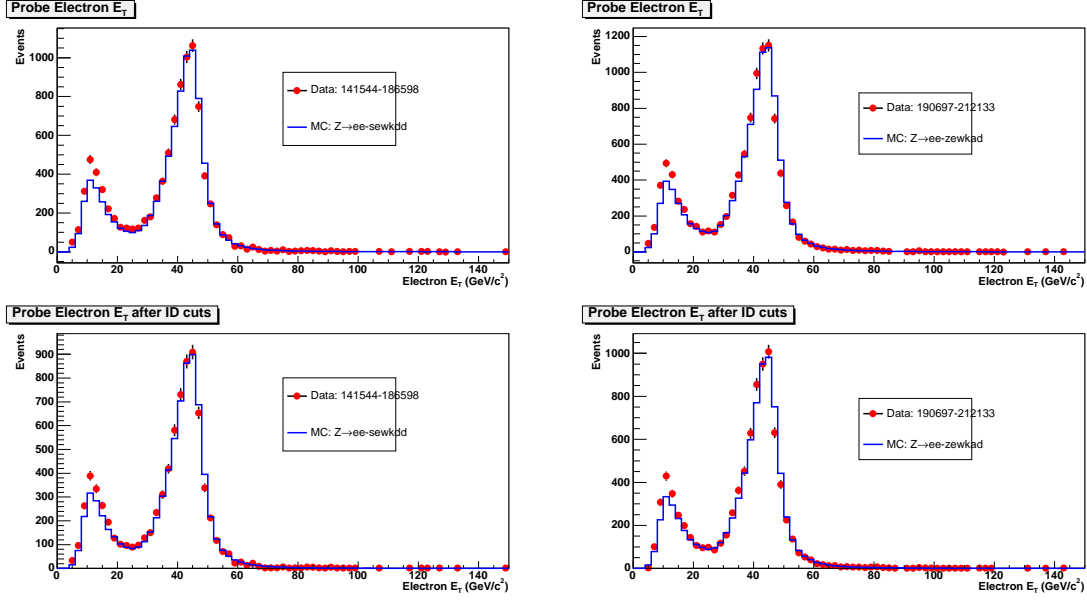 Probe Electron E_T
Events
1000
800
600
400
200
0
0 20 40 60 80 100 120 140
Electron E_T (GeV/c^2)
Data: 141544-186598
MC: Z→ee-sewkdd
Probe Electron E_T
Events
1200
1000
800
600
400
200
0
0 20 40 60 80 100 120 140
Electron E_T (GeV/c^2)
Data: 190697-212133
MC: Z→ee-zewkad
Probe Electron E_T after ID cuts
Events
900
800
700
600
500
400
300
200
100
0
0 20 40 60 80 100 120 140
Electron E_T (GeV/c^2)
Data: 141544-186598
MC: Z→ee-sewkdd
Probe Electron E_T after ID cuts
Events
1000
800
600
400
200
0
0 20 40 60 80 100 120 140
Electron E_T (GeV/c^2)
Data: 190697-212133
MC: Z→ee-zewkad